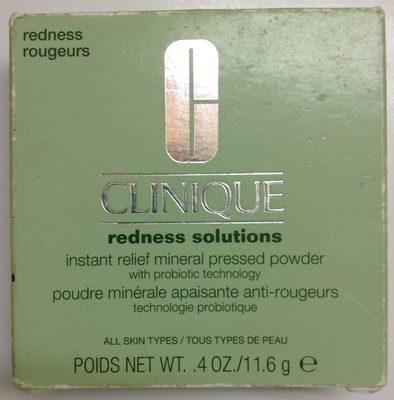 redness
rougeurs
C
CLINIQUE
redness solutions
instant relief mineral pressed powder
with probiotic technology
poudre minérale apaisante anti-rougeurs
technologie probiotique
ALL SKIN TYPES / TOUS TYPES DE PEAU
POIDS NET WT. .4 OZ./11.6 g ℮